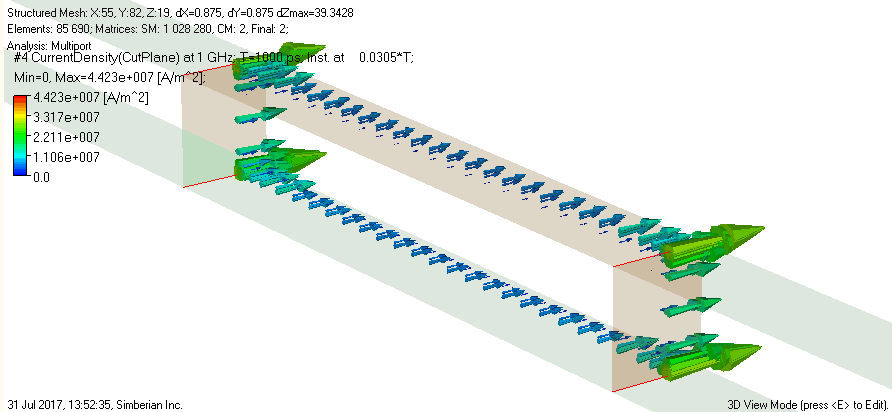 Structured Mesh: X:55, Y:82, Z:19, dX=0.875, dY=0.875 dZmax=39.3428
Elements: 85 690; Matrices: SM: 1 028 280, CM: 2, Final: 2;
Analysis: Multiport
#4 CurrentDensity(CutPlane) at 1 GHz; T=1000 ps; Inst. at 0.0305*T;
Min=0, Max=4.423e+007 [A/m^2];
4.423e+007 [A/m^2]
3.317e+007
2.211e+007
1.106e+007
0.0
31 Jul 2017, 13:52:35, Simberian Inc.
3D View Mode (press <E> to Edit).